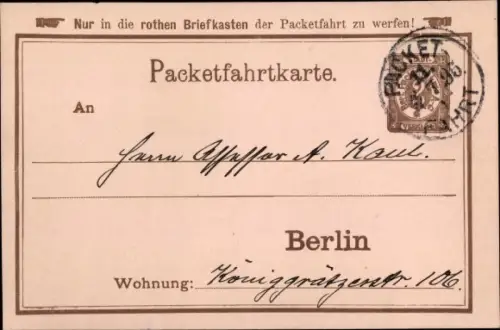 Nur in die rothen Briefkasten der Packetfahrt zu werfen!
Packetfahrtkarte.
PACKET
FAHRT
An
Herrn Assessor A. Kaul.
Berlin
Wohnung: Königgrätzerstr. 106.